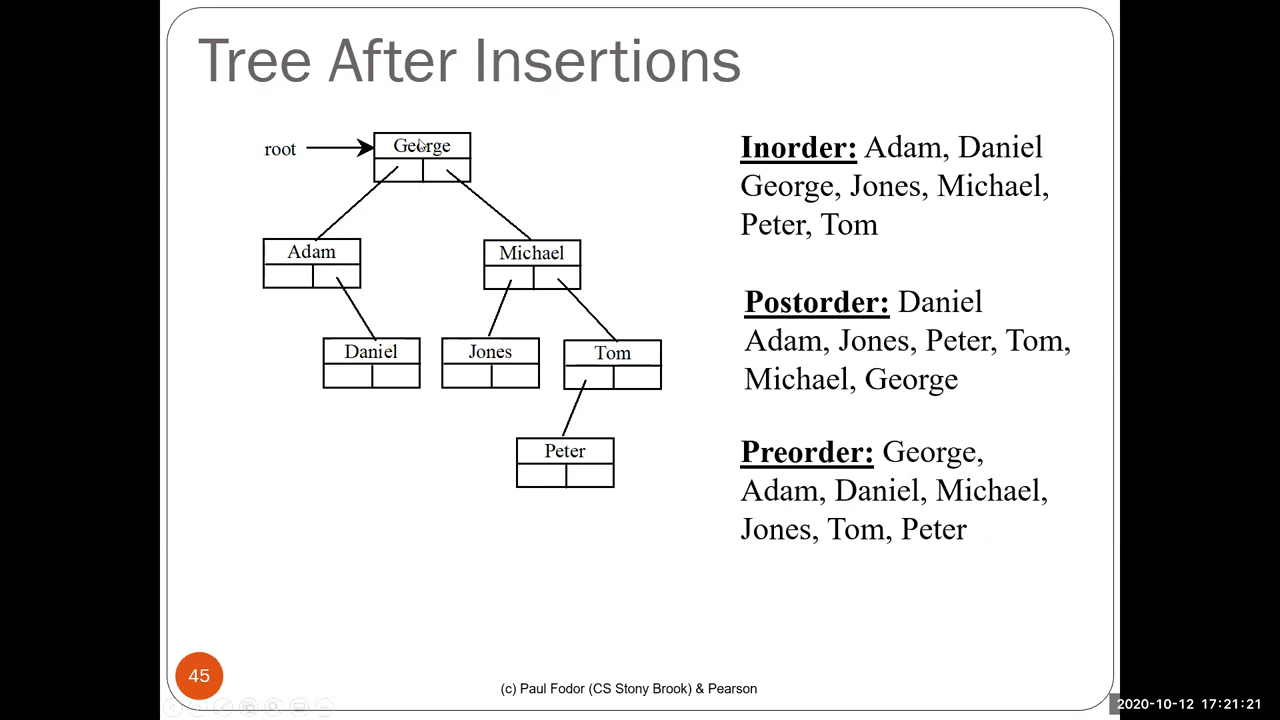 Tree After Insertions
root
George
Adam
Michael
Daniel
Jones
Tom
Peter
Inorder: Adam, Daniel
George, Jones, Michael,
Peter, Tom
Postorder: Daniel
Adam, Jones, Peter, Tom,
Michael, George
Preorder: George,
Adam, Daniel, Michael,
Jones, Tom, Peter
45
(c) Paul Fodor (CS Stony Brook) & Pearson
2020-10-12 17:21:21